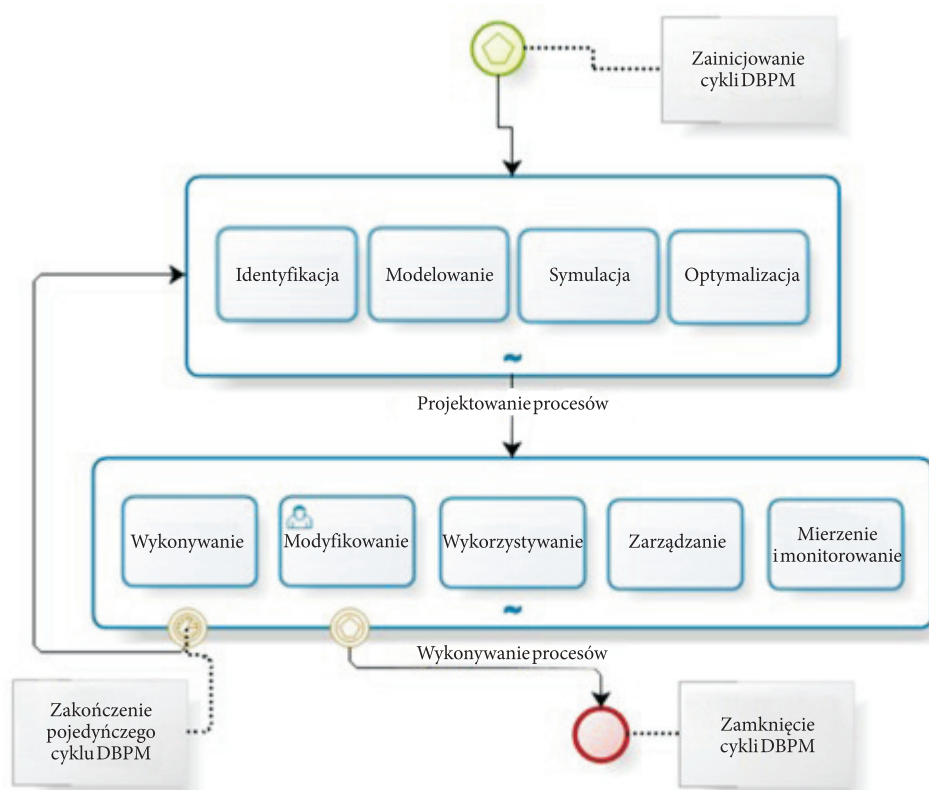 Zainicjowanie
cykli DBPM
Identyfikacja
Modelowanie
Symulacja
Optymalizacja
Projektowanie procesów
Wykonywanie
Modyfikowanie
Wykorzystywanie
Zarządzanie
Mierzenie
i monitorowanie
Wykonywanie procesów
Zakończenie
pojedyńczego
cyklu DBPM
Zamknięcie
cykli DBPM